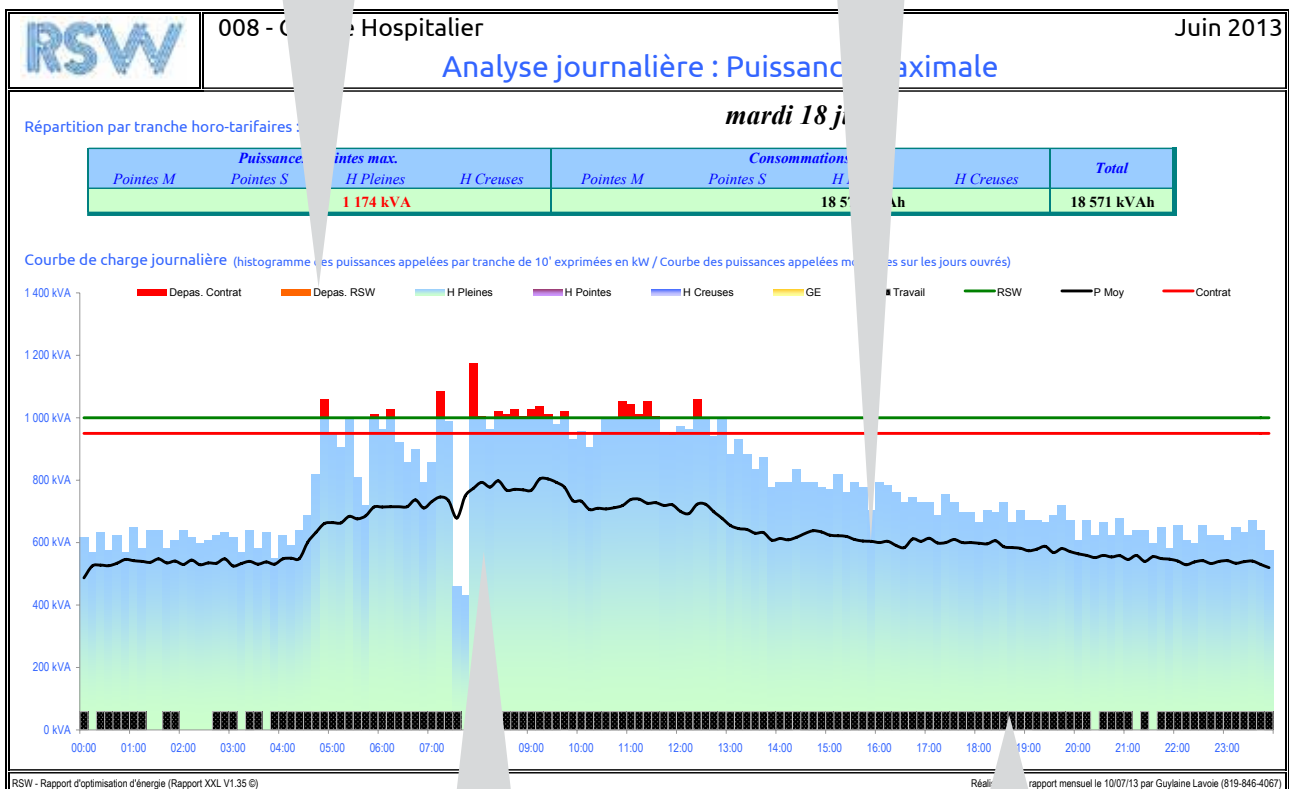 RSW
008 - C e Hospitalier
Juin 2013
Analyse journalière : Puissanc aximale
Répartition par tranche horo-tarifaires :
mardi 18 j
Puissances intes max.
Consommations
Total
Pointes M Pointes S H Pleines H Creuses Pointes M Pointes S H H Creuses
1 174 kVA 18 57 Ah 18 571 kVAh
Courbe de charge journalière (histogramme des puissances appelées par tranche de 10' exprimées en kW / Courbe des puissances appelées mo es sur les jours ouvrés)
Depas. Contrat Depas. RSW H Pleines H Pointes H Creuses GE Travail RSW P Moy Contrat
1 400 kVA
1 200 kVA
1 000 kVA
800 kVA
600 kVA
400 kVA
200 kVA
0 kVA
00:00 01:00 02:00 03:00 04:00 05:00 06:00 07:00 09:00 10:00 11:00 12:00 13:00 14:00 15:00 16:00 17:00 18:00 19:00 20:00 21:00 22:00 23:00
RSW - Rapport d'optimisation d'énergie (Rapport XXL V1.35 ©)
Réali rapport mensuel le 10/07/13 par Guylaine Lavoie (819-846-4067)